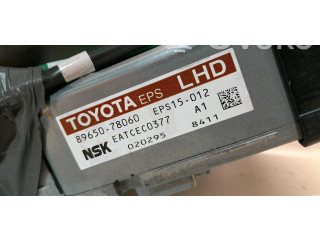 TOYOTA EPS LHD
89650-78060 EPS15-012
EATCEC0377 A1
NSK 020295 8411